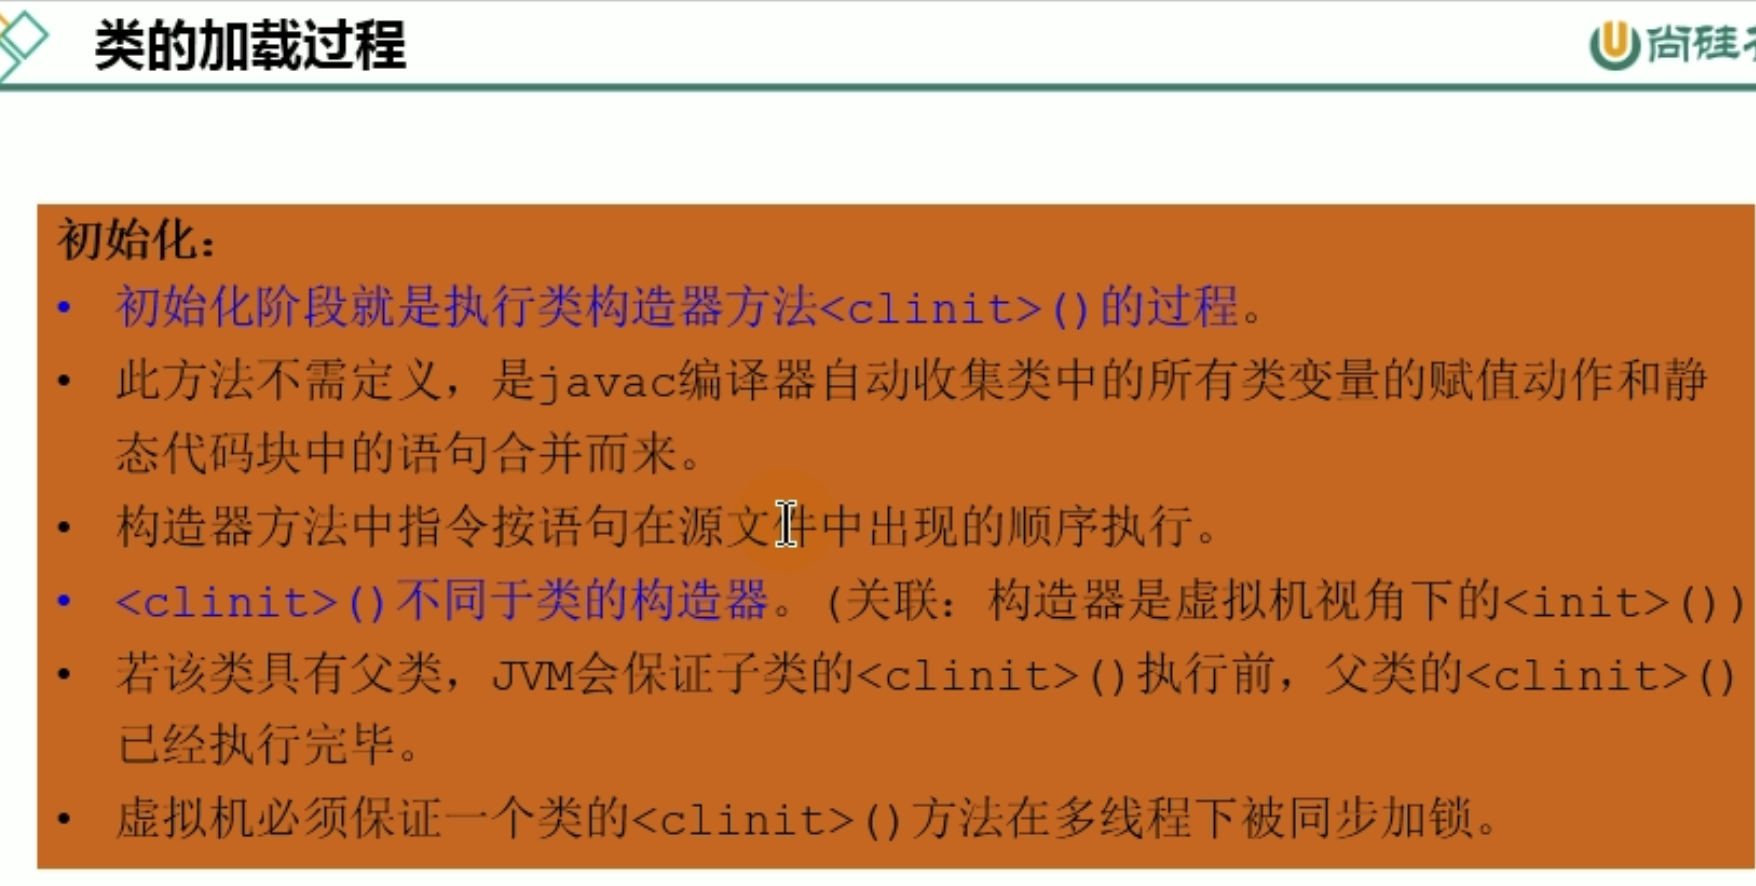 类的加载过程
尚硅
初始化：
• 初始化阶段就是执行类构造器方法<clinit>()的过程。
• 此方法不需定义，是javac编译器自动收集类中的所有类变量的赋值动作和静
态代码块中的语句合并而来。
• 构造器方法中指令按语句在源文件中出现的顺序执行。
• <clinit>()不同于类的构造器。(关联：构造器是虚拟机视角下的<init>())
• 若该类具有父类，JVM会保证子类的<clinit>()执行前，父类的<clinit>()
已经执行完毕。
• 虚拟机必须保证一个类的<clinit>()方法在多线程下被同步加锁。